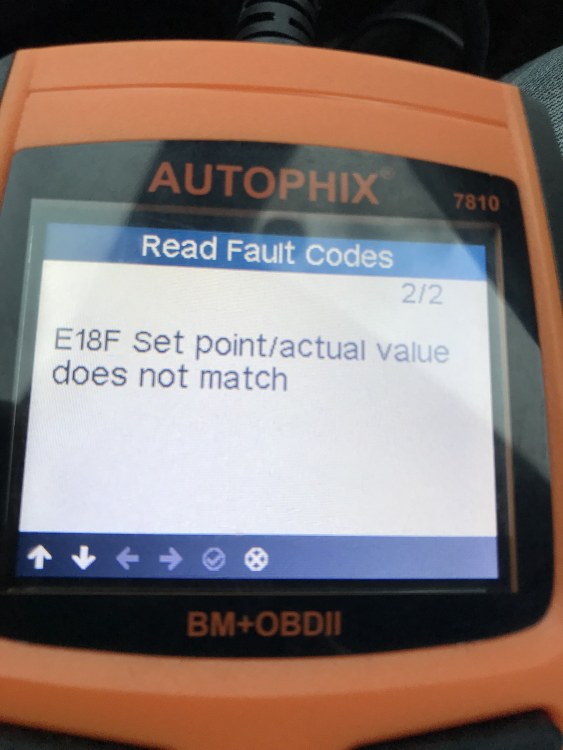 AUTOPHIX®
7810
Read Fault Codes
2/2
E18F Set point/actual value
does not match
BM+OBDII